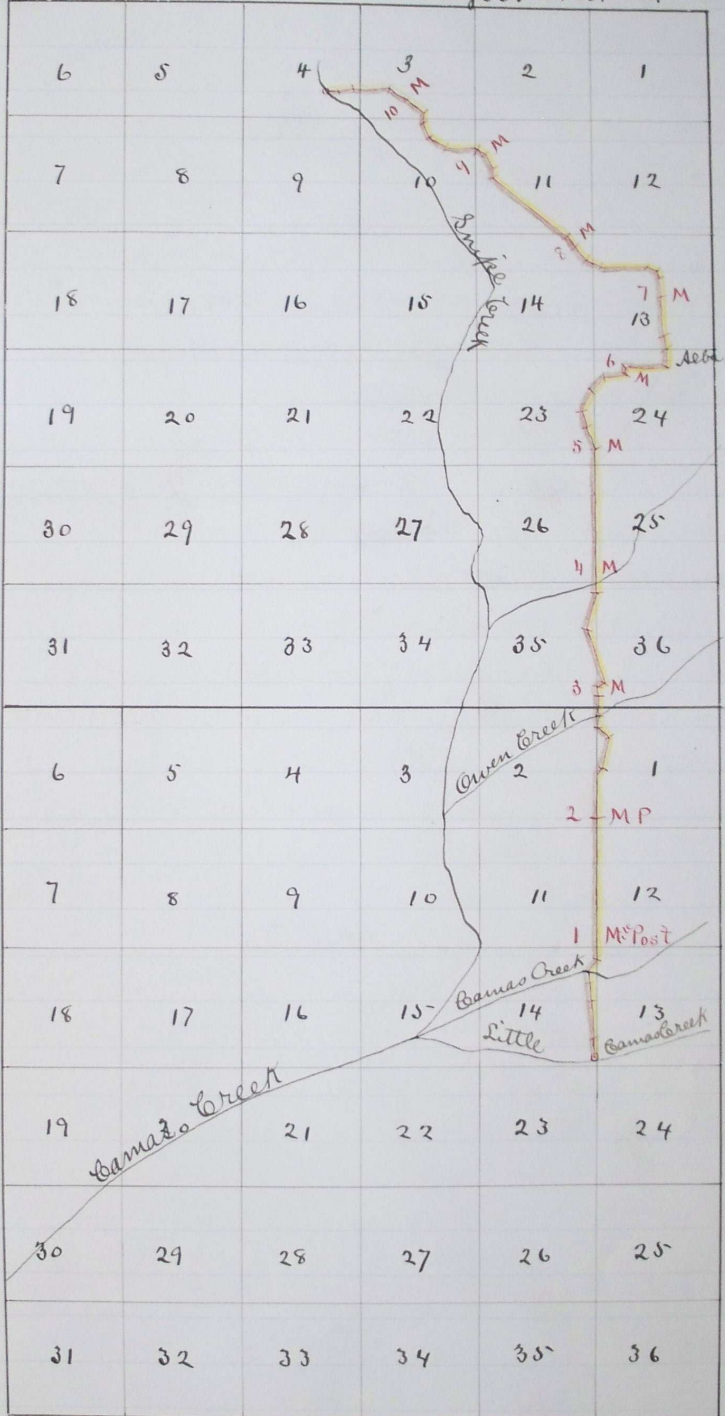 6 5 4 3 2 1
M
10
M
9
7 8 9 10 11 12
M
8
Snipe Creek
18 17 16 15 14 13
7 M
6
M
Alba
19 20 21 22 23 24
5 M
30 29 28 27 26 25
4 M
31 32 33 34 35 36
3 M
Owen Creek
6 5 4 3 2 1
2 M P
7 8 9 10 11 12
1 Mᵉ Post
Camas Creek
18 17 16 15 14 13
Little Camas Creek
Camas Creek
19 20 21 22 23 24
30 29 28 27 26 25
31 32 33 34 35 36